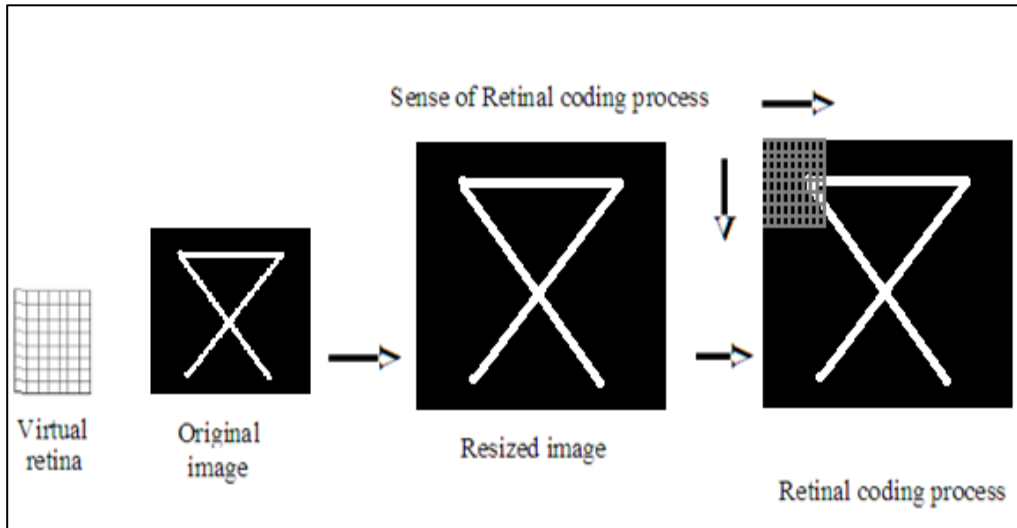 Sense of Retinal coding process
Virtual
retina
Original
image
Resized image
Retinal coding process